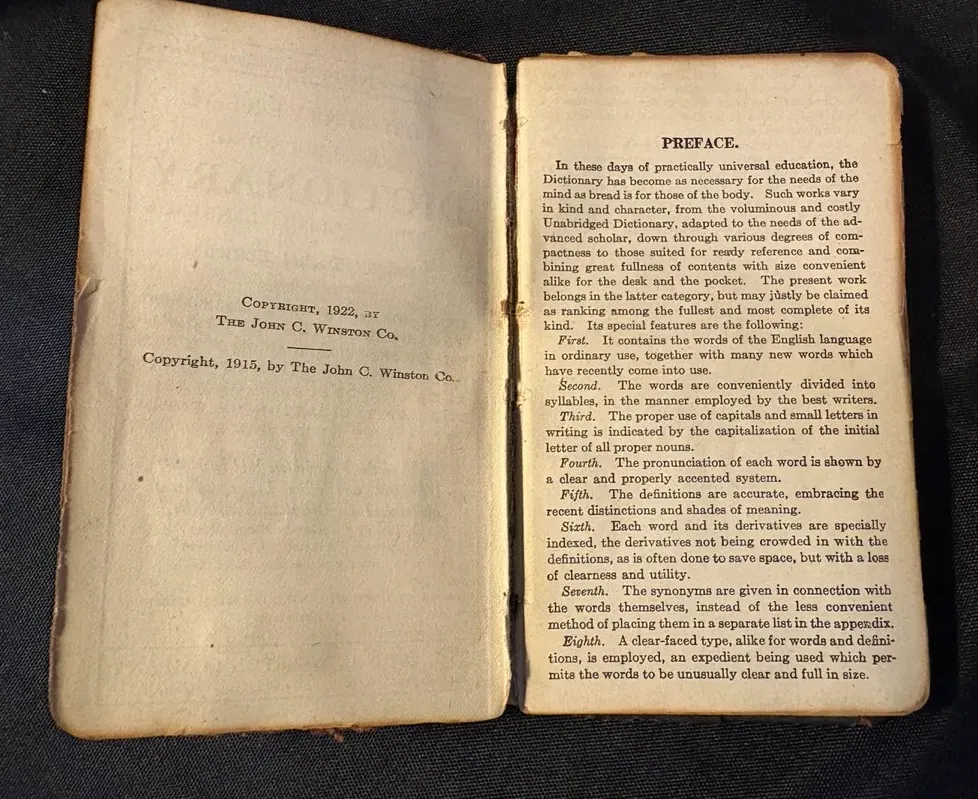 COPYRIGHT, 1922, BY
THE JOHN C. WINSTON CO.
Copyright, 1915, by The John C. Winston Co.
PREFACE.
In these days of practically universal education, the
Dictionary has become as necessary for the needs of the
mind as bread is for those of the body. Such works vary
in kind and character, from the voluminous and costly
Unabridged Dictionary, adapted to the needs of the ad-
vanced scholar, down through various degrees of com-
pactness to those suited for ready reference and com-
bining great fullness of contents with size convenient
alike for the desk and the pocket. The present work
belongs in the latter category, but may justly be claimed
as ranking among the fullest and most complete of its
kind. Its special features are the following:
First. It contains the words of the English language
in ordinary use, together with many new words which
have recently come into use.
Second. The words are conveniently divided into
syllables, in the manner employed by the best writers.
Third. The proper use of capitals and small letters in
writing is indicated by the capitalization of the initial
letter of all proper nouns.
Fourth. The pronunciation of each word is shown by
a clear and properly accented system.
Fifth. The definitions are accurate, embracing the
recent distinctions and shades of meaning.
Sixth. Each word and its derivatives are specially
indexed, the derivatives not being crowded in with the
definitions, as is often done to save space, but with a loss
of clearness and utility.
Seventh. The synonyms are given in connection with
the words themselves, instead of the less convenient
method of placing them in a separate list in the appendix.
Eighth. A clear-faced type, alike for words and defini-
tions, is employed, an expedient being used which per-
mits the words to be unusually clear and full in size.